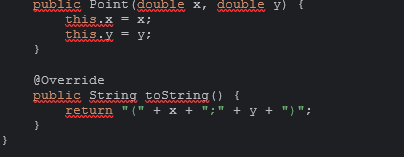 public Point(double x, double y) {
this.x = x;
this.y = y;
}
@Override
public String toString() {
return "(" + x + ";" + y + ")";
}
}